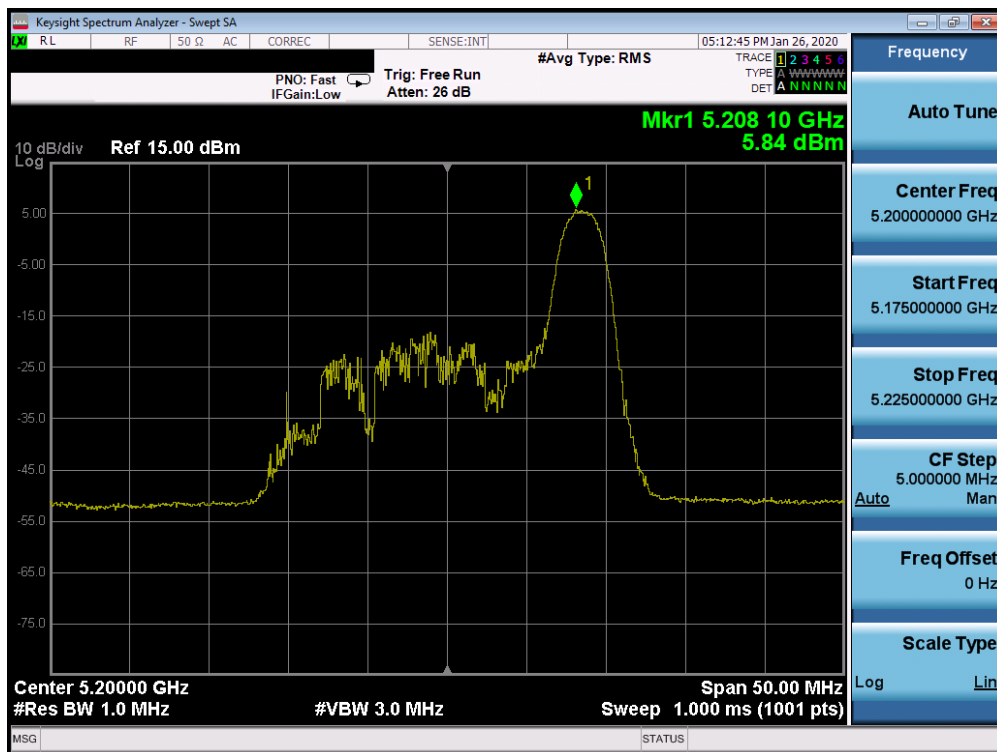 Keysight Spectrum Analyzer - Swept SA
LXI RL RF 50 Ω AC CORREC SENSE:INT 05:12:45 PM Jan 26, 2020
Frequency
PNO: Fast
IFGain:Low
Trig: Free Run
Atten: 26 dB
#Avg Type: RMS
TRACE 1 2 3 4 5 6
TYPE A WWWWW
DET A N N N N N
Mkr1 5.208 10 GHz
5.84 dBm
10 dB/div
Log
Ref 15.00 dBm
1
5.00
-5.00
-15.0
-25.0
-35.0
-45.0
-55.0
-65.0
-75.0
Center 5.20000 GHz
#Res BW 1.0 MHz
#VBW 3.0 MHz
Span 50.00 MHz
Sweep 1.000 ms (1001 pts)
Auto Tune
Center Freq
5.200000000 GHz
Start Freq
5.175000000 GHz
Stop Freq
5.225000000 GHz
CF Step
5.000000 MHz
Auto Man
Freq Offset
0 Hz
Scale Type
Log Lin
MSG STATUS